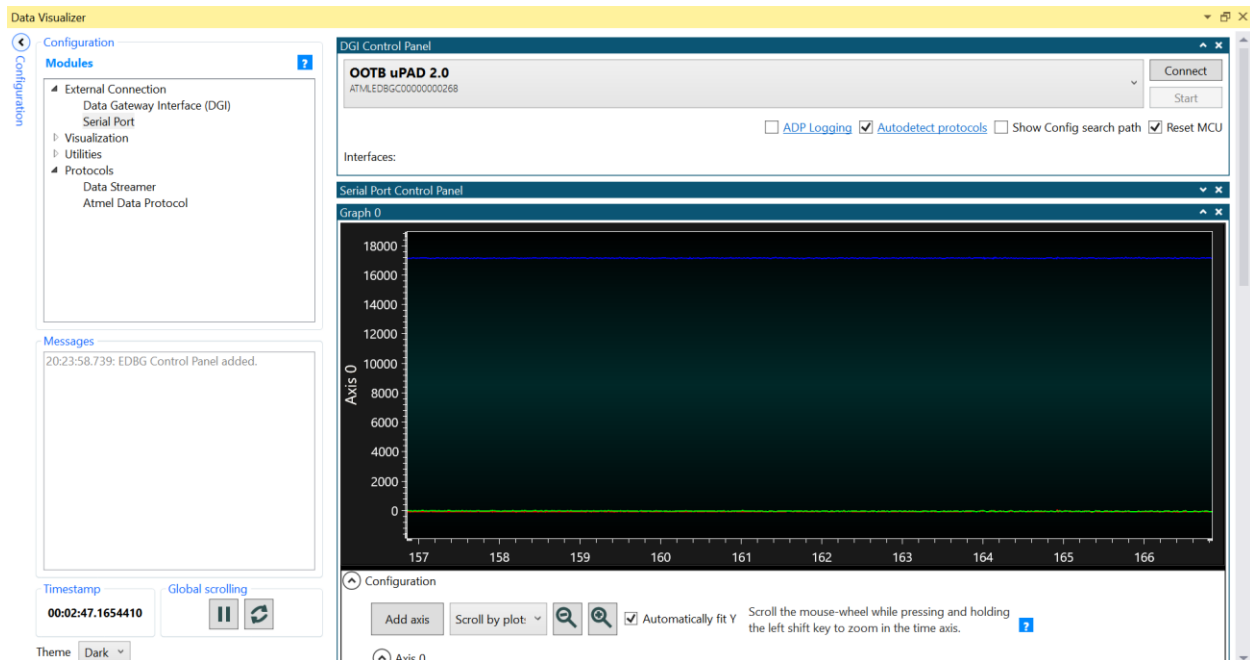 Data Visualizer
Configuration
Configuration
Modules
?
External Connection
Data Gateway Interface (DGI)
Serial Port
Visualization
Utilities
Protocols
Data Streamer
Atmel Data Protocol
Messages
20:23:58.739: EDBG Control Panel added.
Timestamp
Global scrolling
00:02:47.1654410
Theme
Dark
DGI Control Panel
OOTB uPAD 2.0
ATMLEDBGC00000000268
Connect
Start
ADP Logging
Autodetect protocols
Show Config search path
Reset MCU
Interfaces:
Serial Port Control Panel
Graph 0
Axis 0
18000
16000
14000
12000
10000
8000
6000
4000
2000
0
157 158 159 160 161 162 163 164 165 166
Configuration
Add axis
Scroll by plot:
Automatically fit Y
Scroll the mouse-wheel while pressing and holding
the left shift key to zoom in the time axis.
?
Axis 0